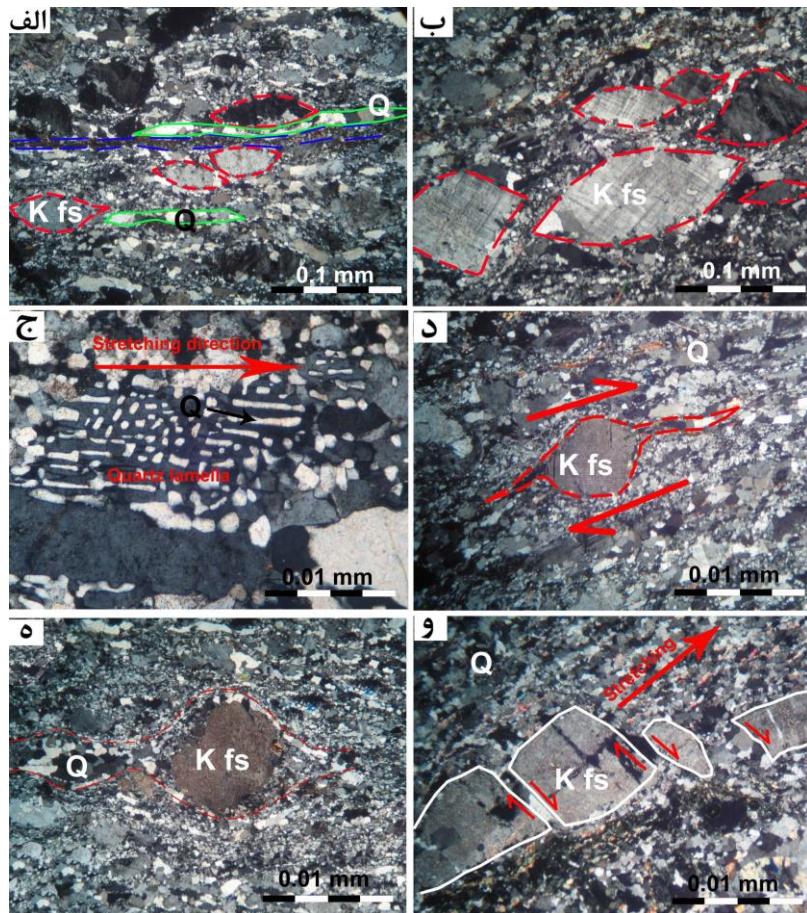 الف
Q
K fs
Q
0.1 mm
ب
K fs
0.1 mm
ج
Stretching direction
Q
Quartz lamella
0.01 mm
د
Q
K fs
0.01 mm
ه
Q
K fs
0.01 mm
و
Q
Stretching
K fs
0.01 mm